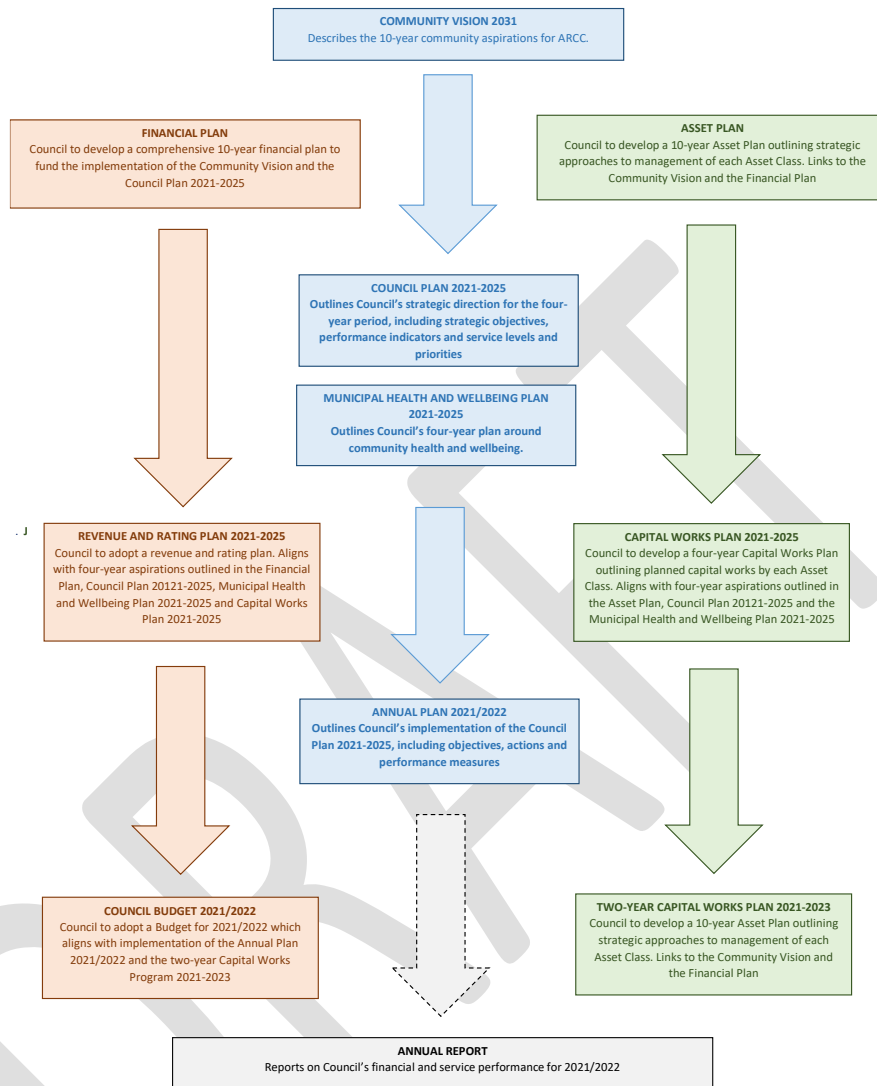 COMMUNITY VISION 2031
Describes the 10-year community aspirations for ARCC.
FINANCIAL PLAN
Council to develop a comprehensive 10-year financial plan to
fund the implementation of the Community Vision and the
Council Plan 2021-2025
ASSET PLAN
Council to develop a 10-year Asset Plan outlining strategic
approaches to management of each Asset Class. Links to the
Community Vision and the Financial Plan
COUNCIL PLAN 2021-2025
Outlines Council's strategic direction for the four-
year period, including strategic objectives,
performance indicators and service levels and
priorities
MUNICIPAL HEALTH AND WELLBEING PLAN
2021-2025
Outlines Council's four-year plan around
community health and wellbeing.
. J
REVENUE AND RATING PLAN 2021-2025
Council to adopt a revenue and rating plan. Aligns
with four-year aspirations outlined in the Financial
Plan, Council Plan 20121-2025, Municipal Health
and Wellbeing Plan 2021-2025 and Capital Works
Plan 2021-2025
CAPITAL WORKS PLAN 2021-2025
Council to develop a four-year Capital Works Plan
outlining planned capital works by each Asset
Class. Aligns with four-year aspirations outlined in
the Asset Plan, Council Plan 20121-2025 and the
Municipal Health and Wellbeing Plan 2021-2025
ANNUAL PLAN 2021/2022
Outlines Council's implementation of the Council
Plan 2021-2025, including objectives, actions and
performance measures
COUNCIL BUDGET 2021/2022
Council to adopt a Budget for 2021/2022 which
aligns with implementation of the Annual Plan
2021/2022 and the two-year Capital Works
Program 2021-2023
TWO-YEAR CAPITAL WORKS PLAN 2021-2023
Council to develop a 10-year Asset Plan outlining
strategic approaches to management of each
Asset Class. Links to the Community Vision and
the Financial Plan
ANNUAL REPORT
Reports on Council's financial and service performance for 2021/2022
DRAFT